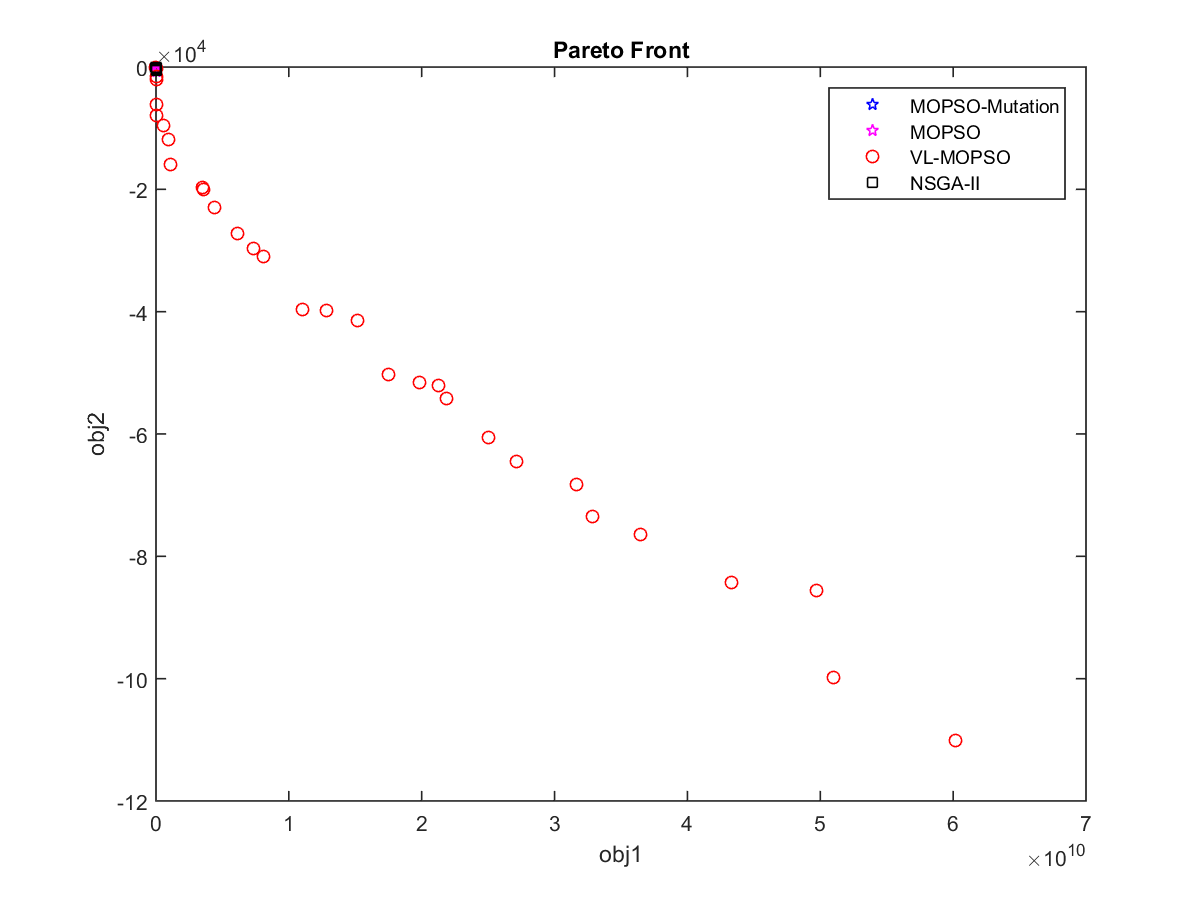 Pareto Front
×10^4
0
-2
-4
-6
-8
-10
-12
obj2
MOPSO-Mutation
MOPSO
VL-MOPSO
NSGA-II
0 1 2 3 4 5 6 7
obj1
×10^10